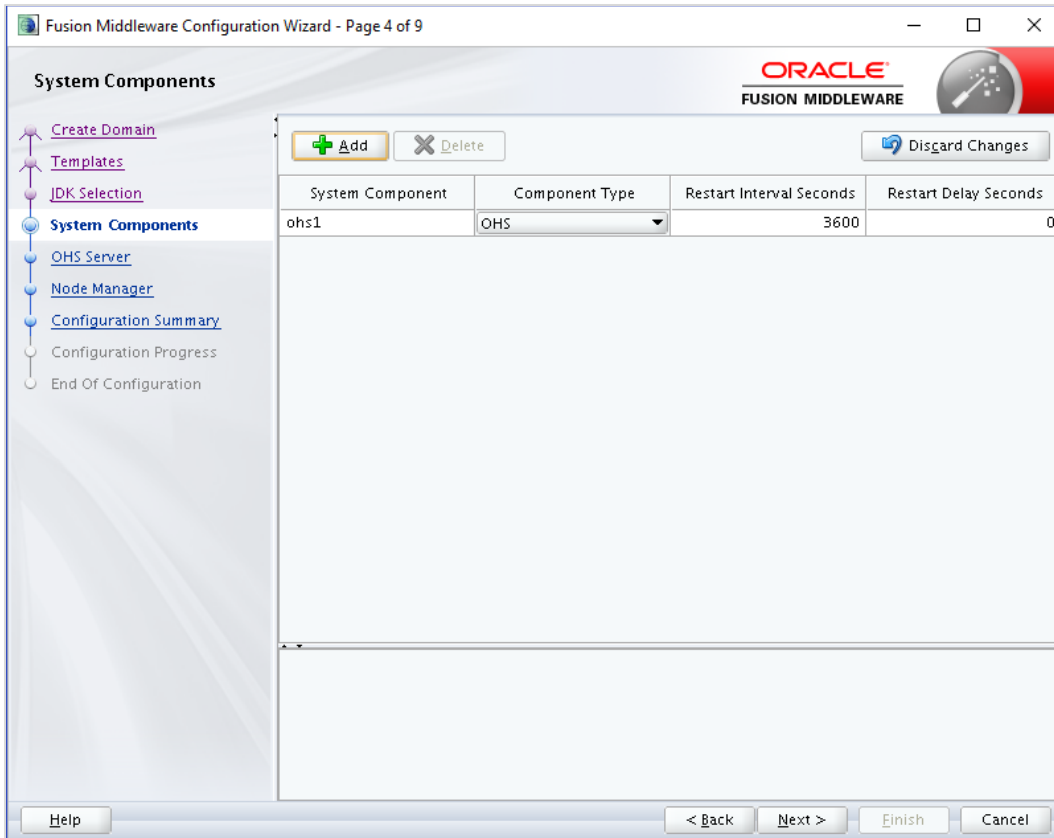 Fusion Middleware Configuration Wizard - Page 4 of 9
System Components
ORACLE
FUSION MIDDLEWARE
Create Domain
Templates
JDK Selection
System Components
OHS Server
Node Manager
Configuration Summary
Configuration Progress
End Of Configuration
Add Delete Discard Changes
System Component Component Type Restart Interval Seconds Restart Delay Seconds
ohs1 OHS 3600 0
Help < Back Next > Finish Cancel